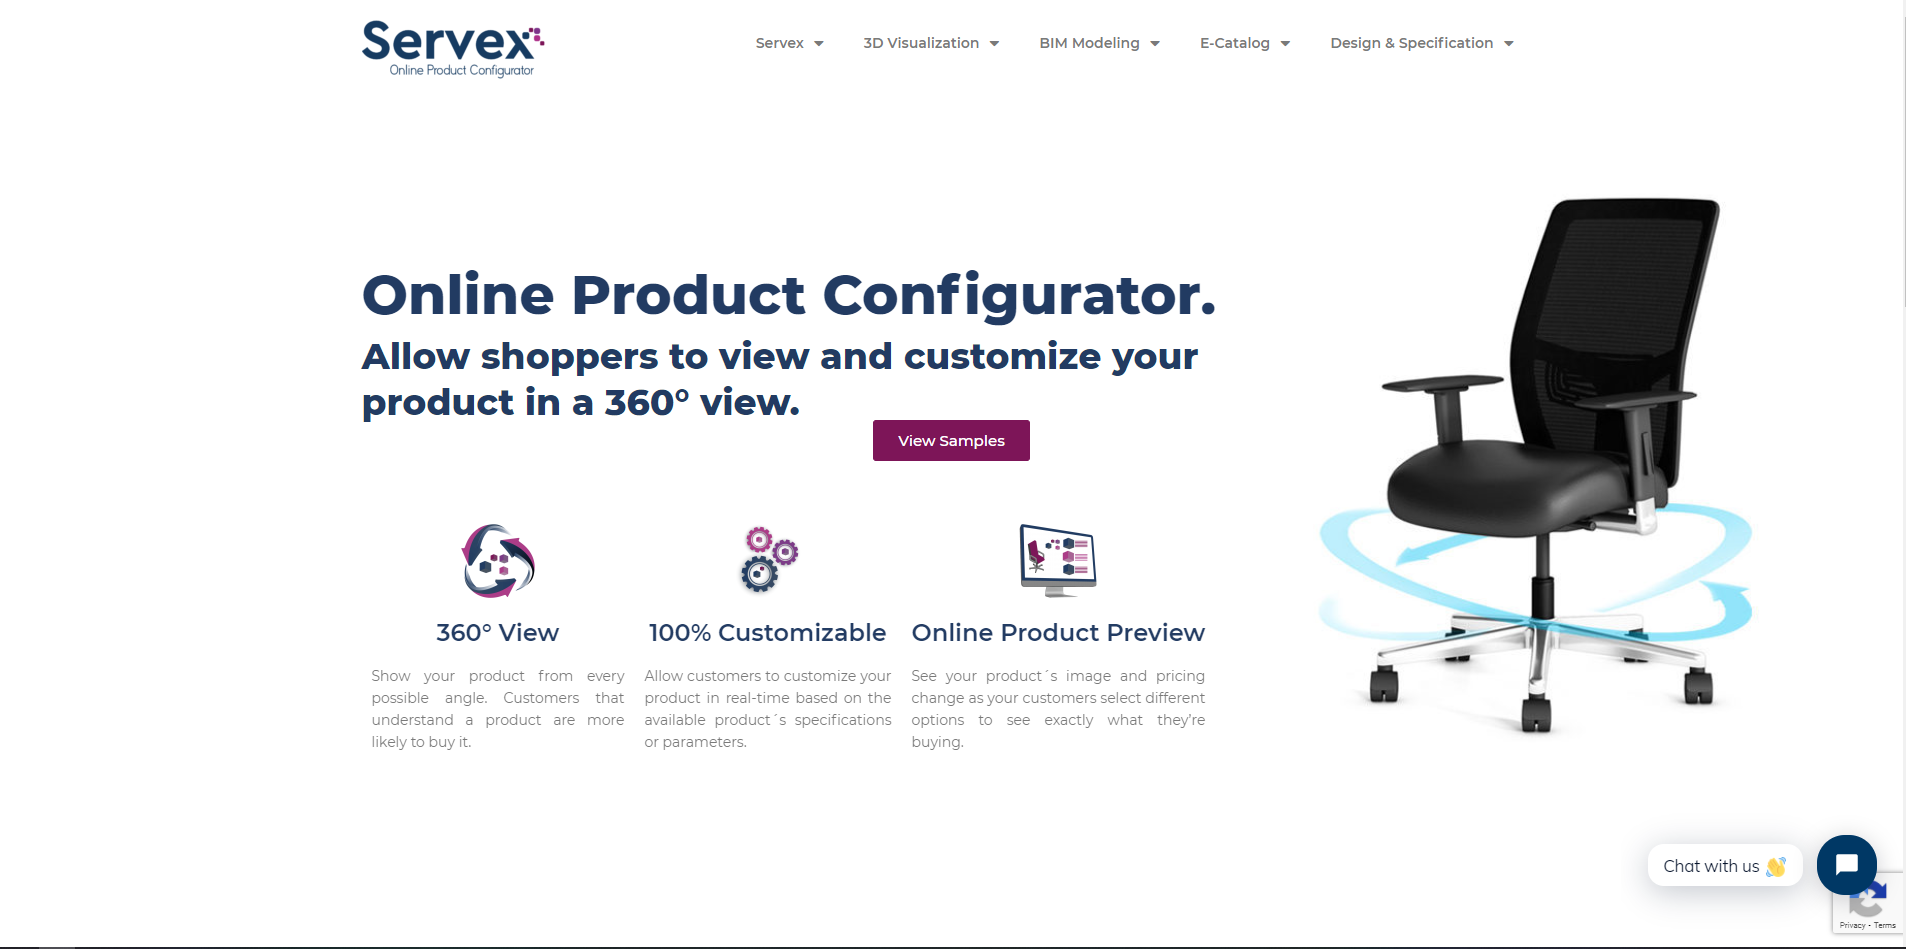 Servex
Online Product Configurator
Servex
3D Visualization
BIM Modeling
E-Catalog
Design & Specification
Online Product Configurator.
Allow shoppers to view and customize your
product in a 360° view.
View Samples
360° View
Show your product from every
possible angle. Customers that
understand a product are more
likely to buy it.
100% Customizable
Allow customers to customize your
product in real-time based on the
available product´s specifications
or parameters.
Online Product Preview
See your product´s image and pricing
change as your customers select different
options to see exactly what they’re
buying.
Chat with us 👋
Privacy - Terms